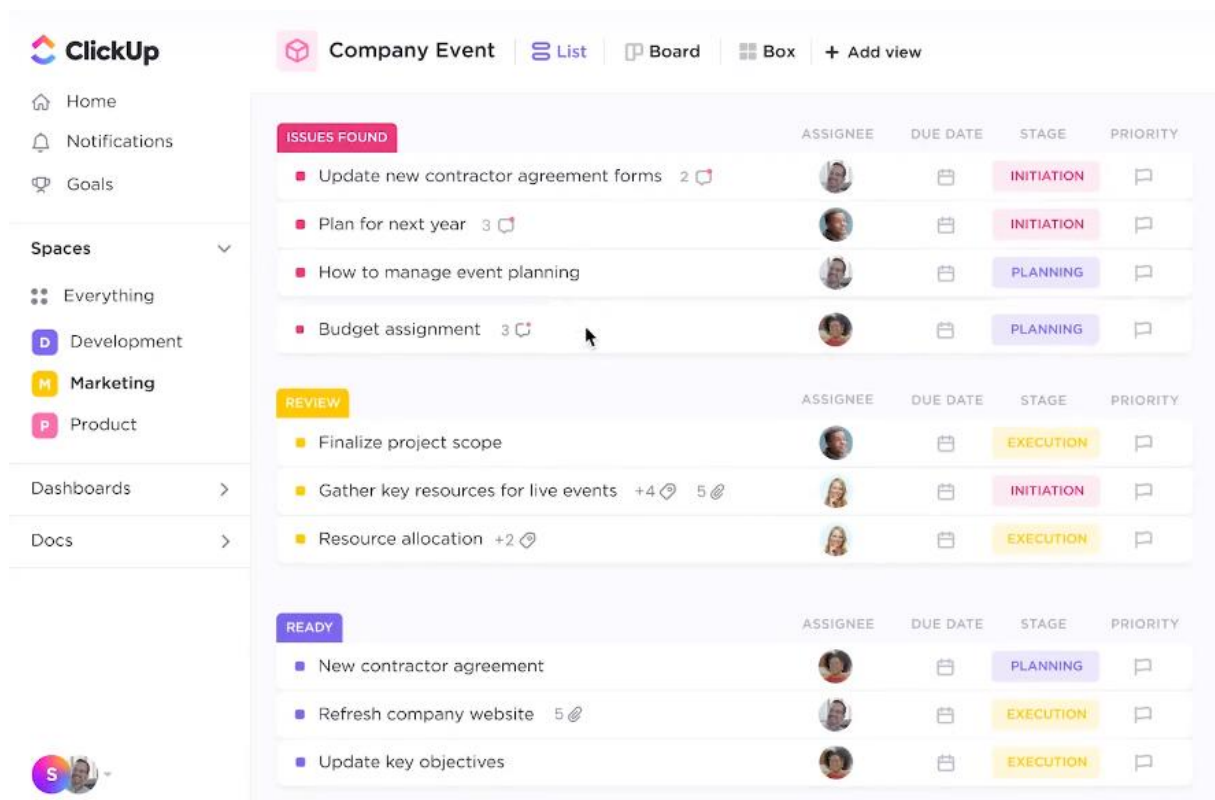 ClickUp
Company Event
List
Board
Box
+ Add view
Home
Notifications
Goals
Spaces
Everything
D Development
M Marketing
P Product
Dashboards
Docs
S
ISSUES FOUND ASSIGNEE DUE DATE STAGE PRIORITY
Update new contractor agreement forms 2 INITIATION
Plan for next year 3 INITIATION
How to manage event planning PLANNING
Budget assignment 3 PLANNING
REVIEW ASSIGNEE DUE DATE STAGE PRIORITY
Finalize project scope EXECUTION
Gather key resources for live events +4 5 INITIATION
Resource allocation +2 EXECUTION
READY ASSIGNEE DUE DATE STAGE PRIORITY
New contractor agreement PLANNING
Refresh company website 5 EXECUTION
Update key objectives EXECUTION